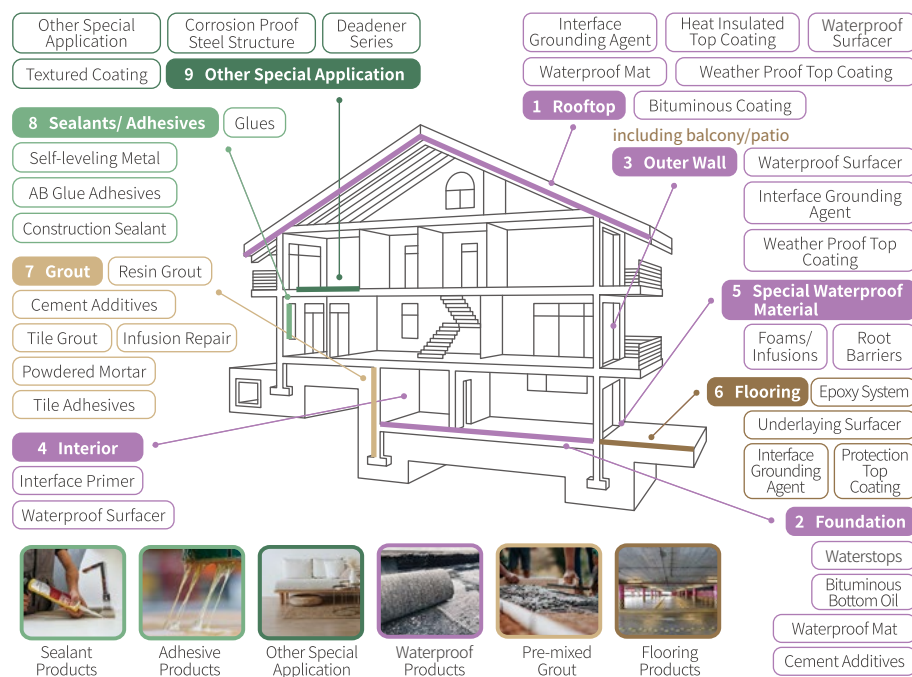 Other Special
Application
Corrosion Proof
Steel Structure
Deadener
Series
Textured Coating
9 Other Special Application
8 Sealants/ Adhesives
Glues
Self-leveling Metal
AB Glue Adhesives
Construction Sealant
7 Grout
Resin Grout
Cement Additives
Tile Grout
Infusion Repair
Powdered Mortar
Tile Adhesives
4 Interior
Interface Primer
Waterproof Surfacer
Interface
Grounding Agent
Heat Insulated
Top Coating
Waterproof
Surfacer
Waterproof Mat
Weather Proof Top Coating
1 Rooftop
Bituminous Coating
including balcony/patio
3 Outer Wall
Waterproof Surfacer
Interface Grounding
Agent
Weather Proof Top
Coating
5 Special Waterproof
Material
Foams/
Infusions
Root
Barriers
6 Flooring
Epoxy System
Underlaying Surfacer
Interface
Grounding
Agent
Protection
Top
Coating
2 Foundation
Waterstops
Bituminous
Bottom Oil
Waterproof Mat
Cement Additives
Sealant
Products
Adhesive
Products
Other Special
Application
Waterproof
Products
Pre-mixed
Grout
Flooring
Products